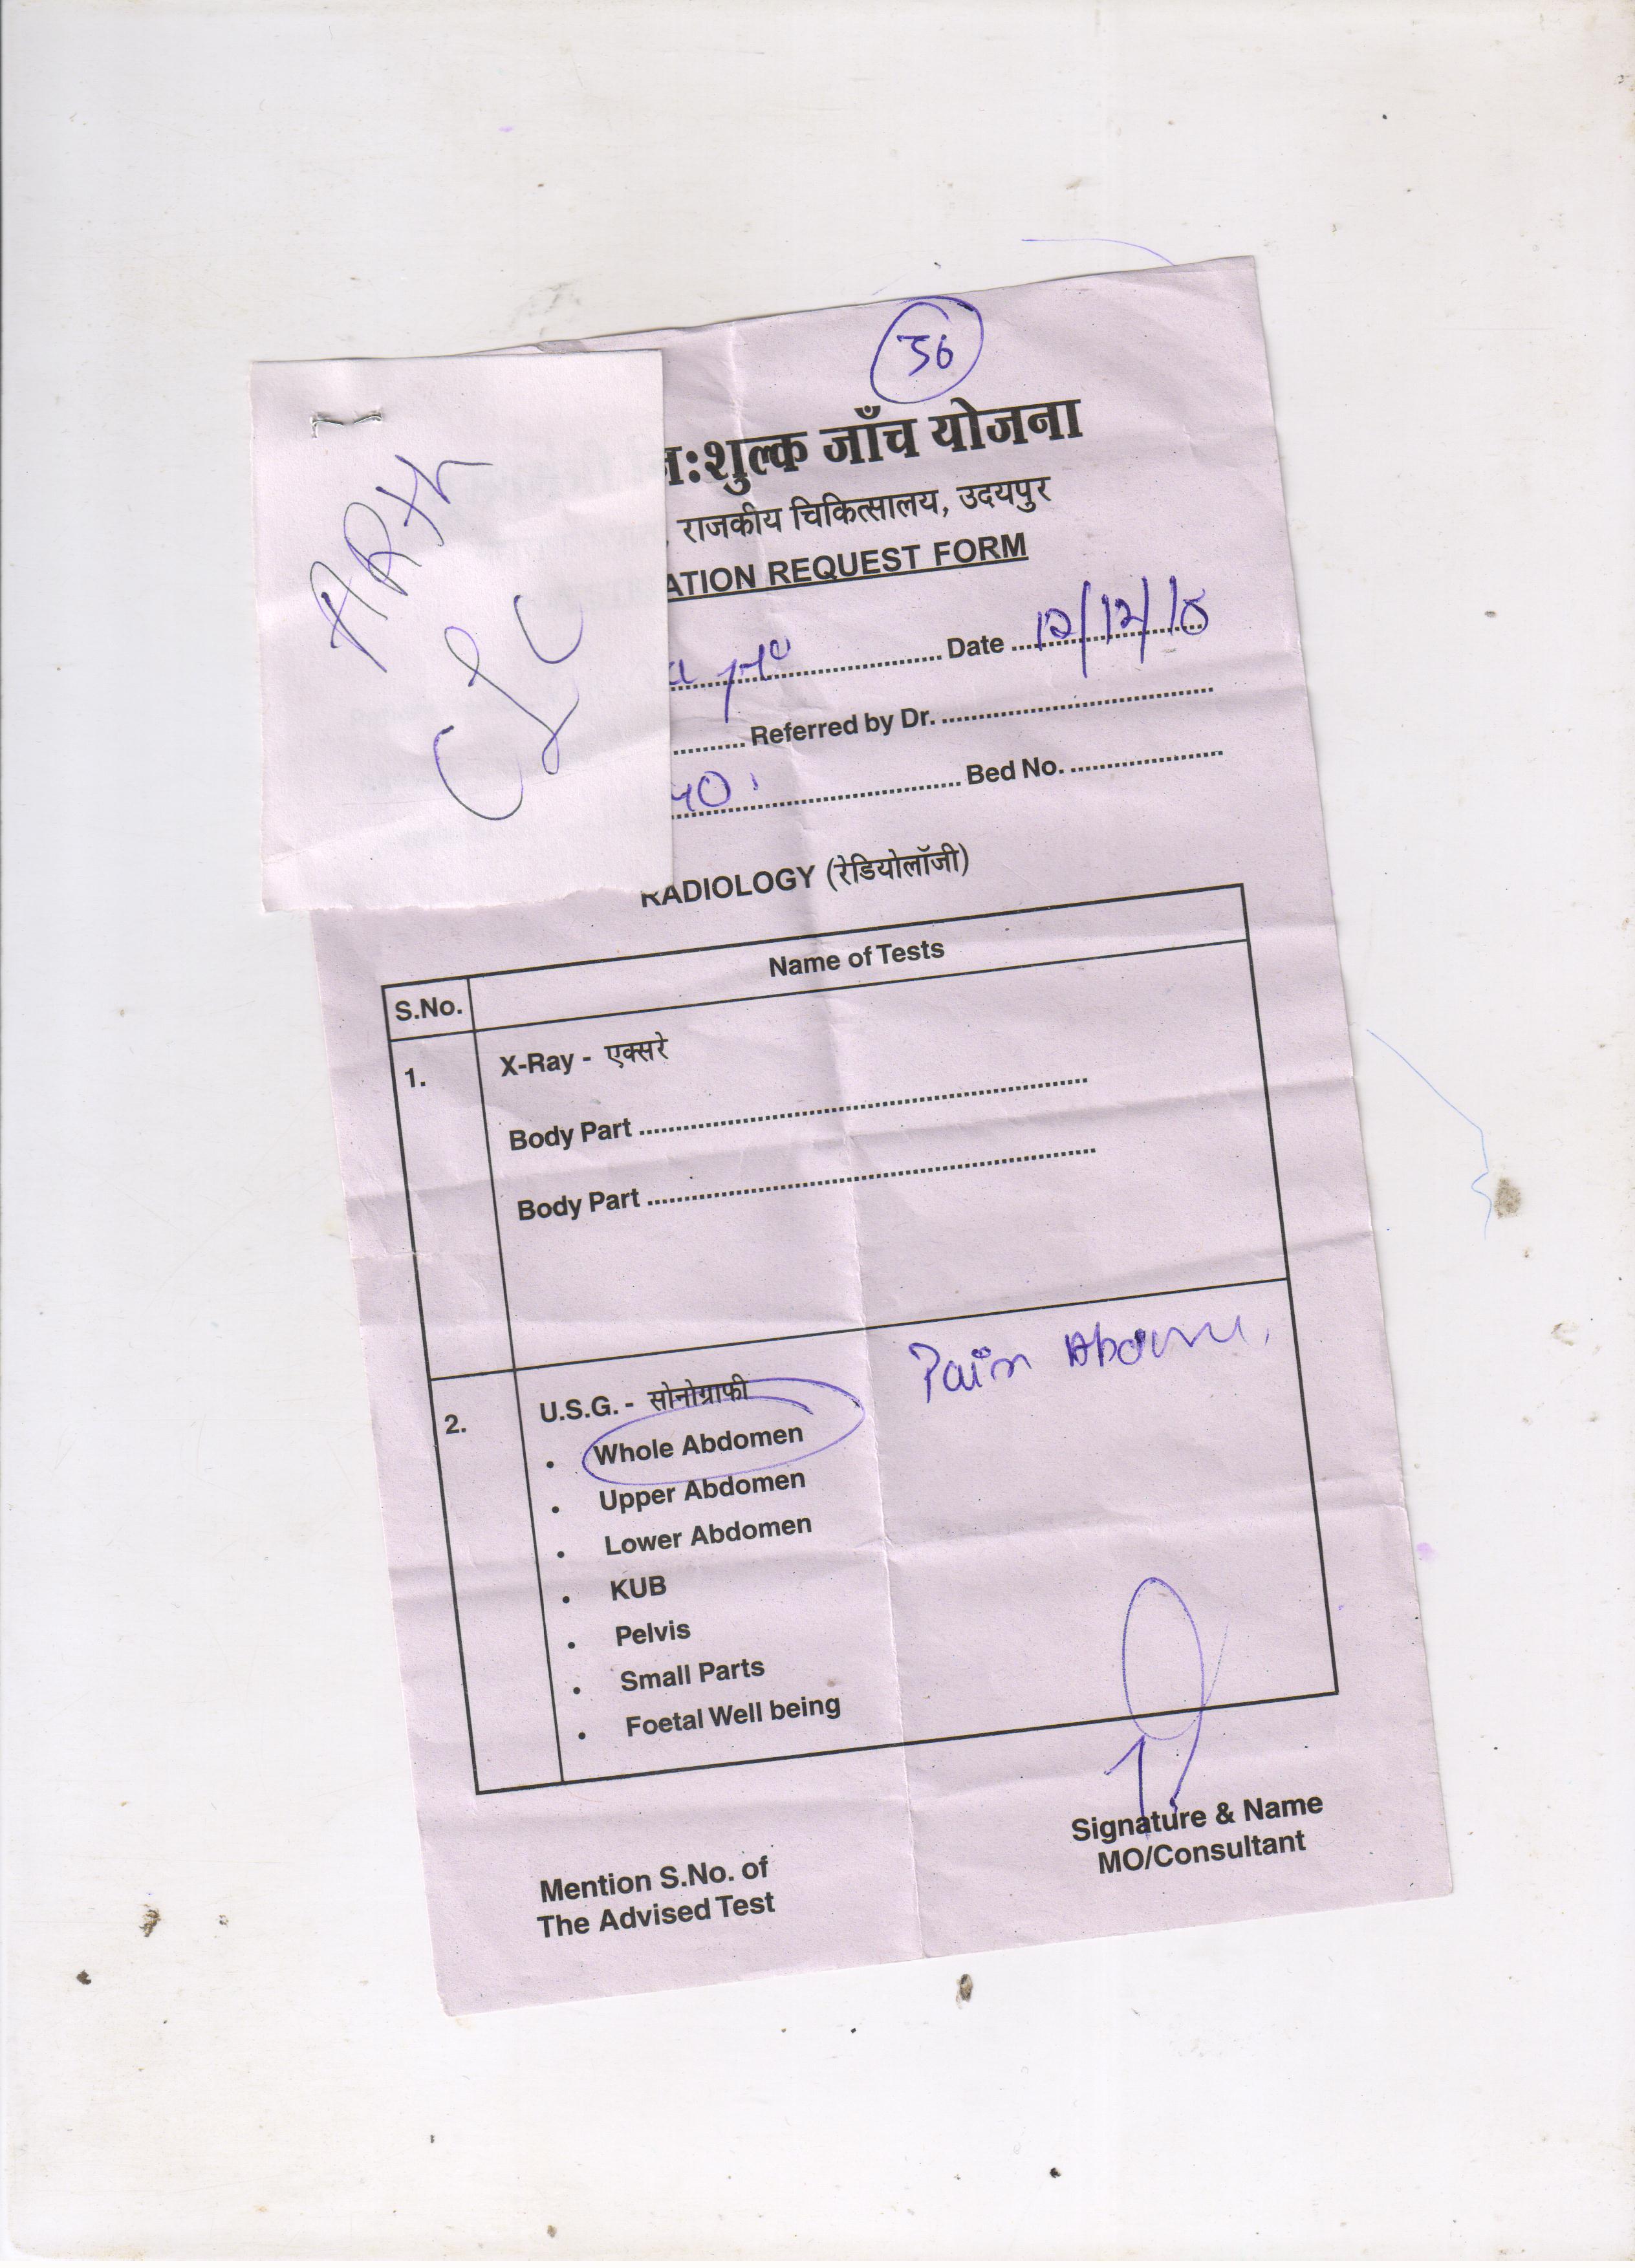 56
न:शुल्क जाँच योजना
राजकीय चिकित्सालय, उदयपुर
ATION REQUEST FORM
ARTH
Date 12/12/18
Referred by Dr.
40 Bed No.
RADIOLOGY (रेडियोलॉजी)
S.No. Name of Tests
1. X-Ray - एक्सरे
Body Part
Body Part
2. U.S.G. - सोनोग्राफी
Pain
• Whole Abdomen
• Upper Abdomen
• Lower Abdomen
• KUB
• Pelvis
• Small Parts
• Foetal Well being
Signature & Name
MO/Consultant
Mention S.No. of
The Advised Test